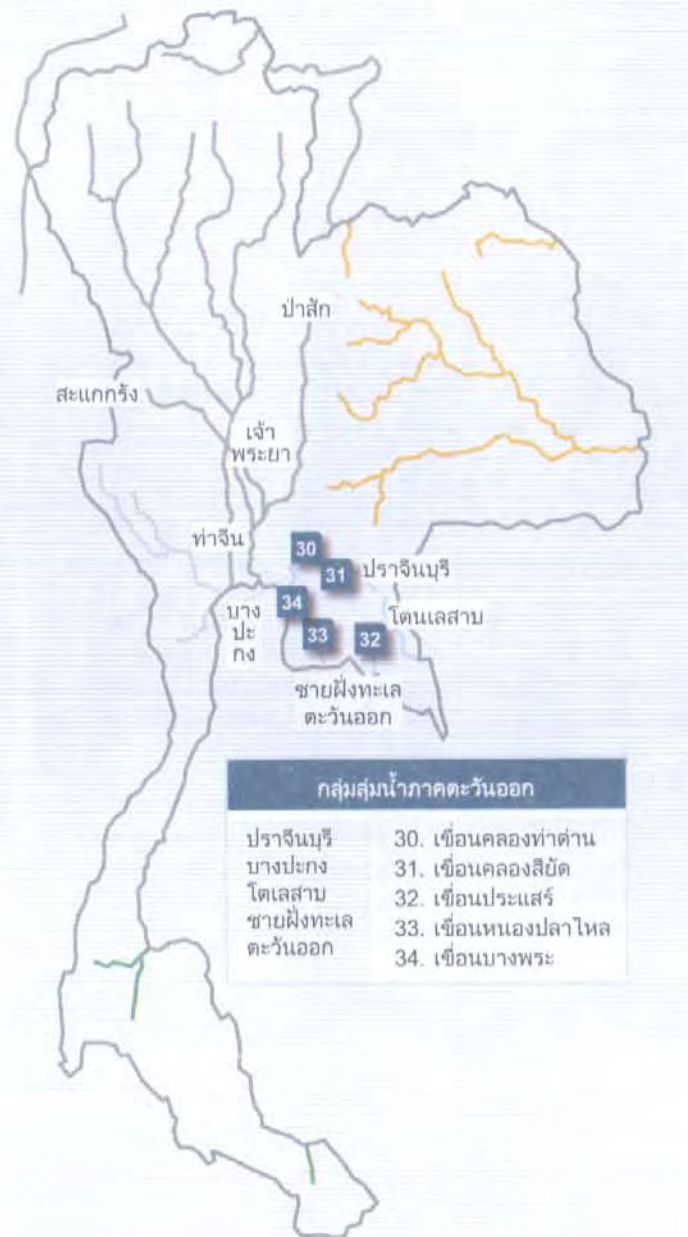 ป่าสัก
สะแกกรัง
เจ้า
พระยา
ท่าจีน
30
31
ปราจีนบุรี
34
บาง
ปะ
กง
33
32
โตนเลสาบ
ชายฝั่งทะเล
ตะวันออก
กลุ่มลุ่มน้ำภาคตะวันออก
ปราจีนบุรี
บางปะกง
โตเลสาบ
ชายฝั่งทะเล
ตะวันออก
30. เขื่อนคลองท่าด่าน
31. เขื่อนคลองสียัด
32. เขื่อนประแสร์
33. เขื่อนหนองปลาไหล
34. เขื่อนบางพระ